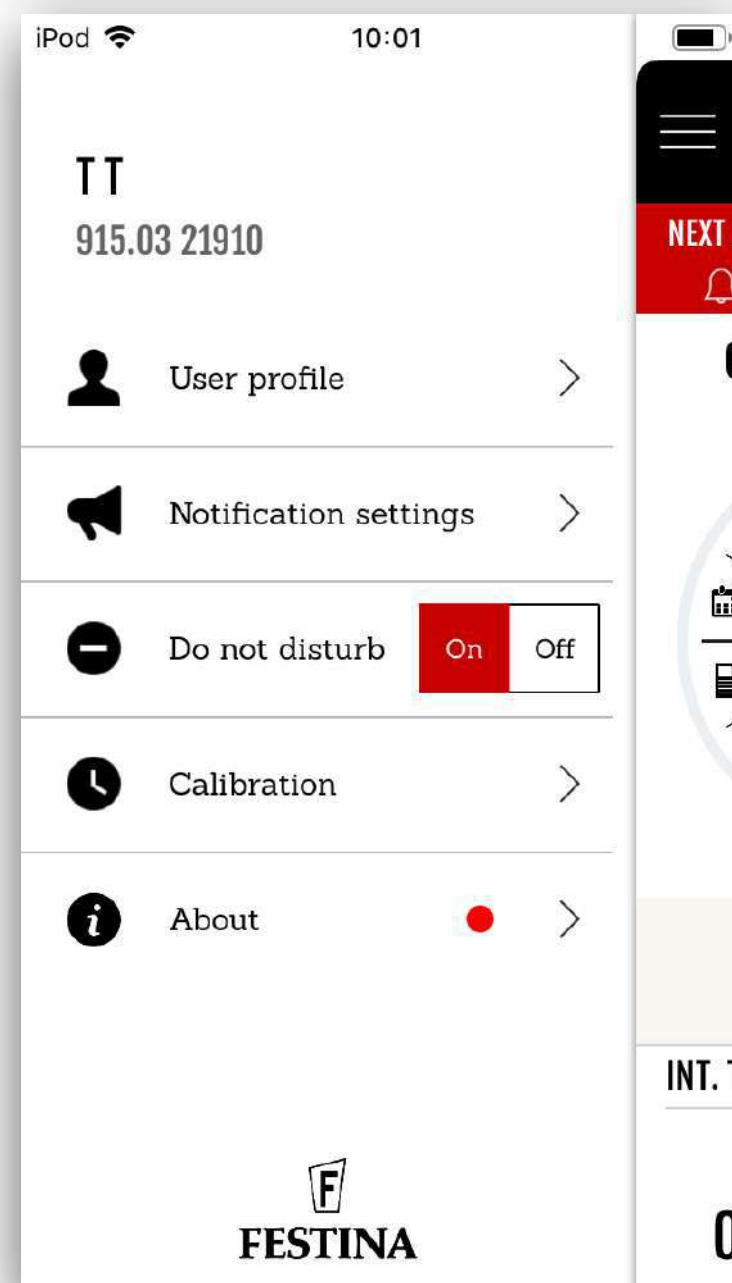 iPod 10:01
T T
915.03 21910
User profile
Notification settings
Do not disturb On Off
Calibration
About
F
FESTINA
NEXT
INT.